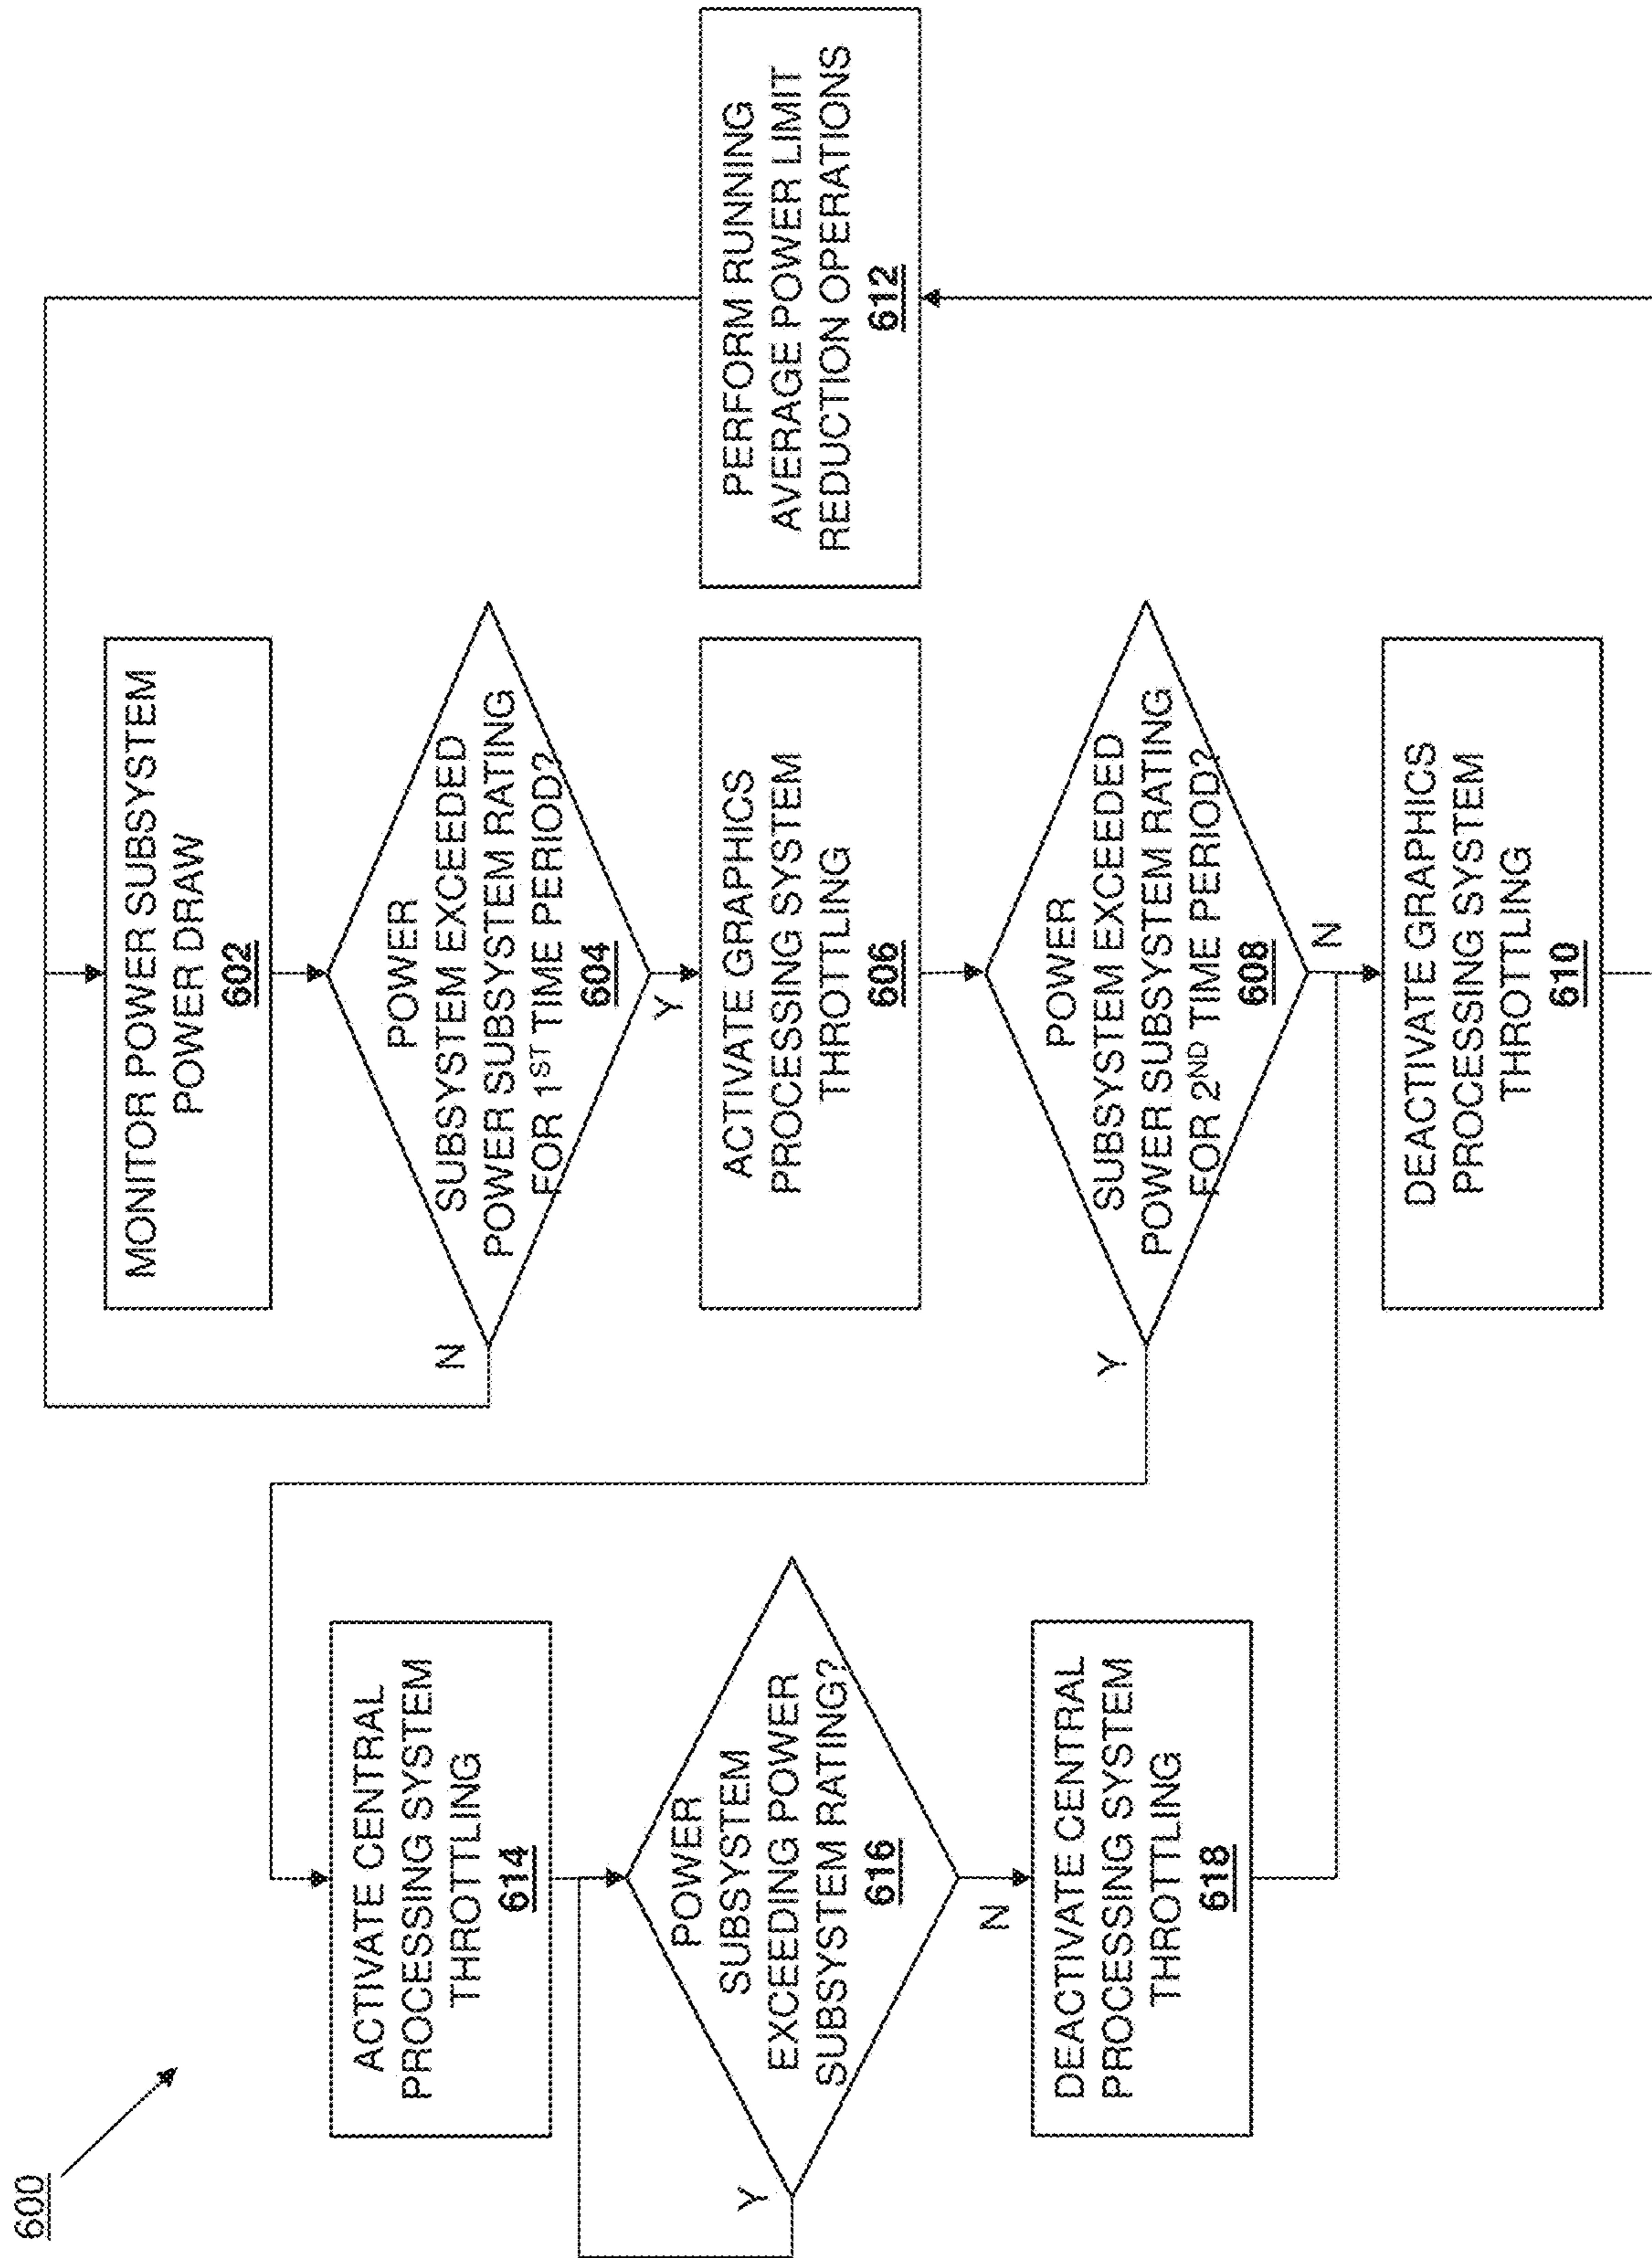 600
MONITOR POWER SUBSYSTEM
POWER DRAW
602
POWER
SUBSYSTEM EXCEEDED
POWER SUBSYSTEM RATING
FOR 1ST TIME PERIOD?
604
N
Y
ACTIVATE GRAPHICS
PROCESSING SYSTEM
THROTTLING
606
POWER
SUBSYSTEM EXCEEDED
POWER SUBSYSTEM RATING
FOR 2ND TIME PERIOD?
608
Y
N
DEACTIVATE GRAPHICS
PROCESSING SYSTEM
THROTTLING
610
PERFORM RUNNING
AVERAGE POWER LIMIT
REDUCTION OPERATIONS
612
ACTIVATE CENTRAL
PROCESSING SYSTEM
THROTTLING
614
POWER
SUBSYSTEM
EXCEEDING POWER
SUBSYSTEM RATING?
616
Y
N
DEACTIVATE CENTRAL
PROCESSING SYSTEM
THROTTLING
618